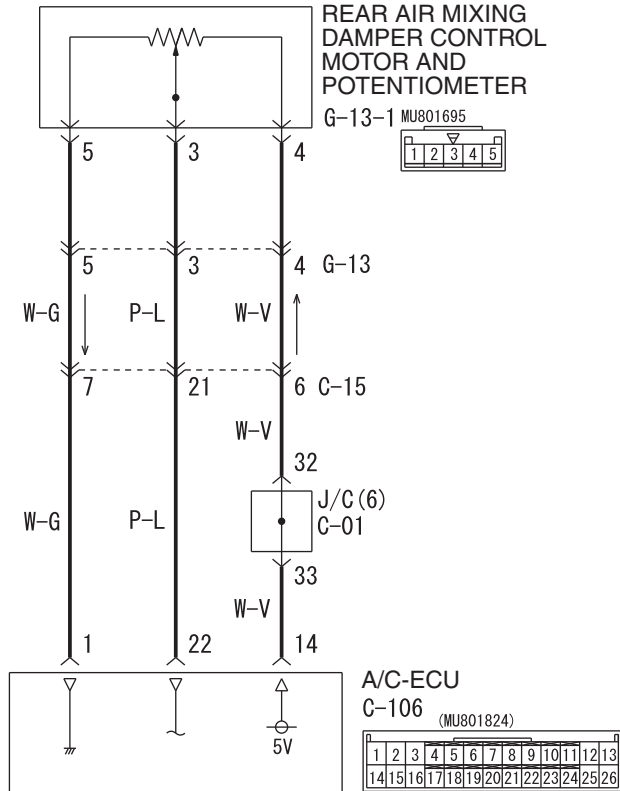 REAR AIR MIXING
DAMPER CONTROL
MOTOR AND
POTENTIOMETER
G-13-1 MU801695
1 2 3 4 5
5 3 4
5 3 4 G-13
W-G P-L W-V
7 21 6 C-15
W-V
32
J/C(6)
C-01
W-G P-L
33
W-V
1 22 14
A/C-ECU
C-106 (MU801824)
5V
1 2 3 4 5 6 7 8 9 10 11 12 13
14 15 16 17 18 19 20 21 22 23 24 25 26